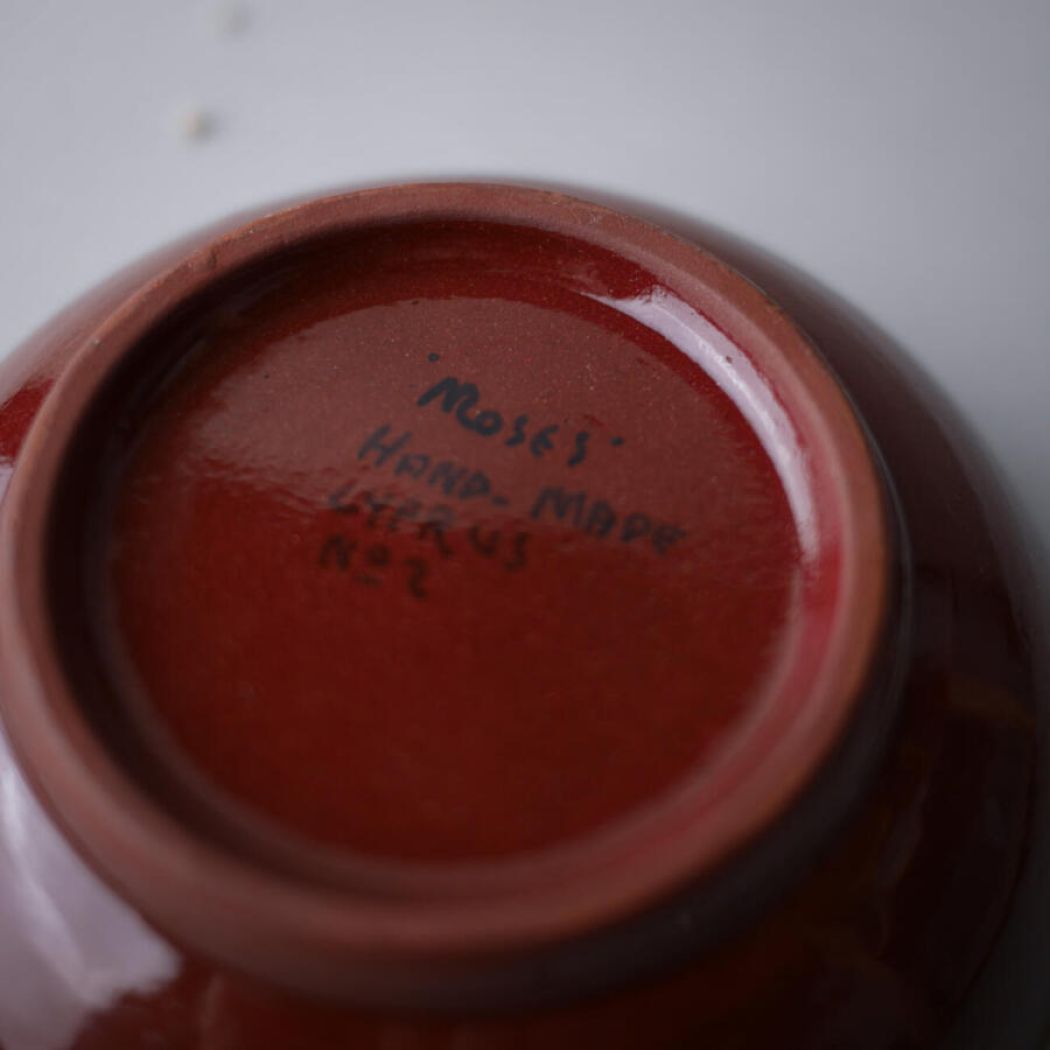 'MOSES'
HAND-MADE
CYPRUS
Nº 2